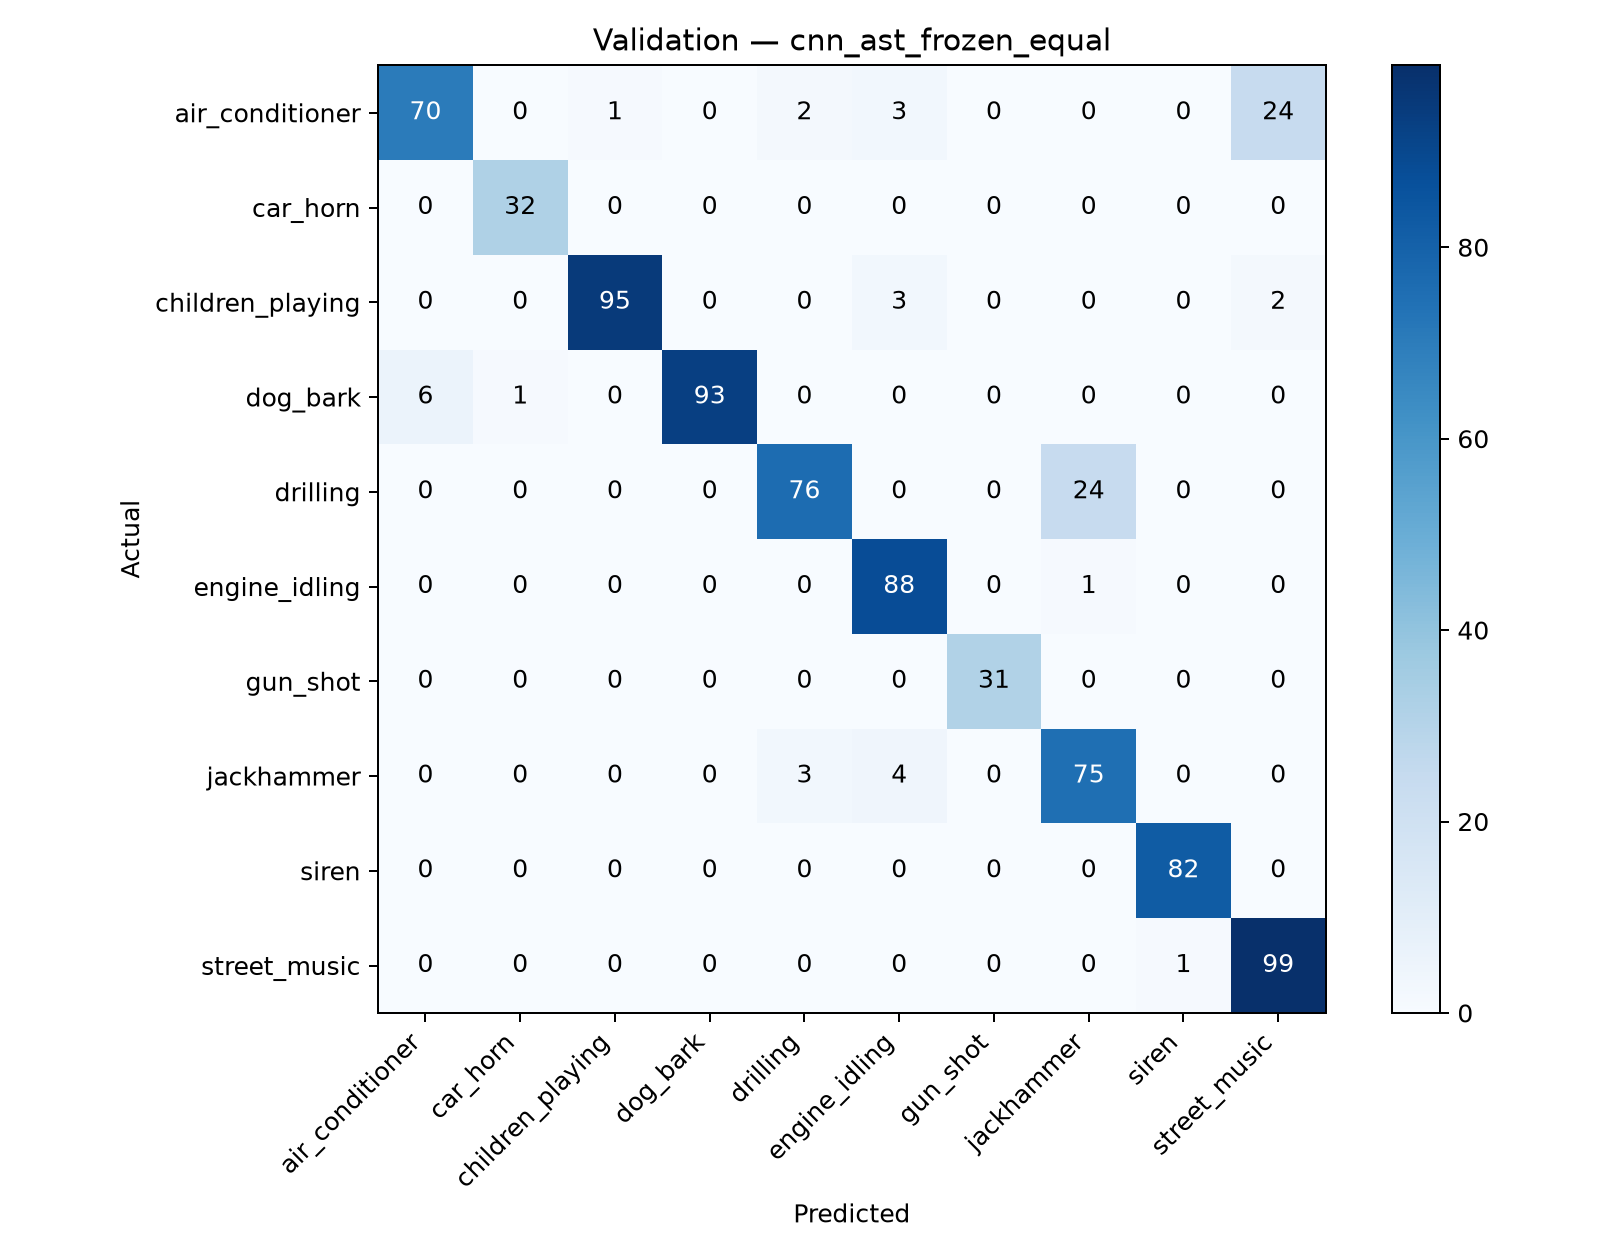 Validation — cnn_ast_frozen_equal
air_conditioner 70 0 1 0 2 3 0 0 0 24
car_horn 0 32 0 0 0 0 0 0 0 0
children_playing 0 0 95 0 0 3 0 0 0 2
dog_bark 6 1 0 93 0 0 0 0 0 0
drilling 0 0 0 0 76 0 0 24 0 0
engine_idling 0 0 0 0 0 88 0 1 0 0
gun_shot 0 0 0 0 0 0 31 0 0 0
jackhammer 0 0 0 0 3 4 0 75 0 0
siren 0 0 0 0 0 0 0 0 82 0
street_music 0 0 0 0 0 0 0 0 1 99
Actual
air_conditioner car_horn children_playing dog_bark drilling engine_idling gun_shot jackhammer siren street_music
Predicted
80
60
40
20
0